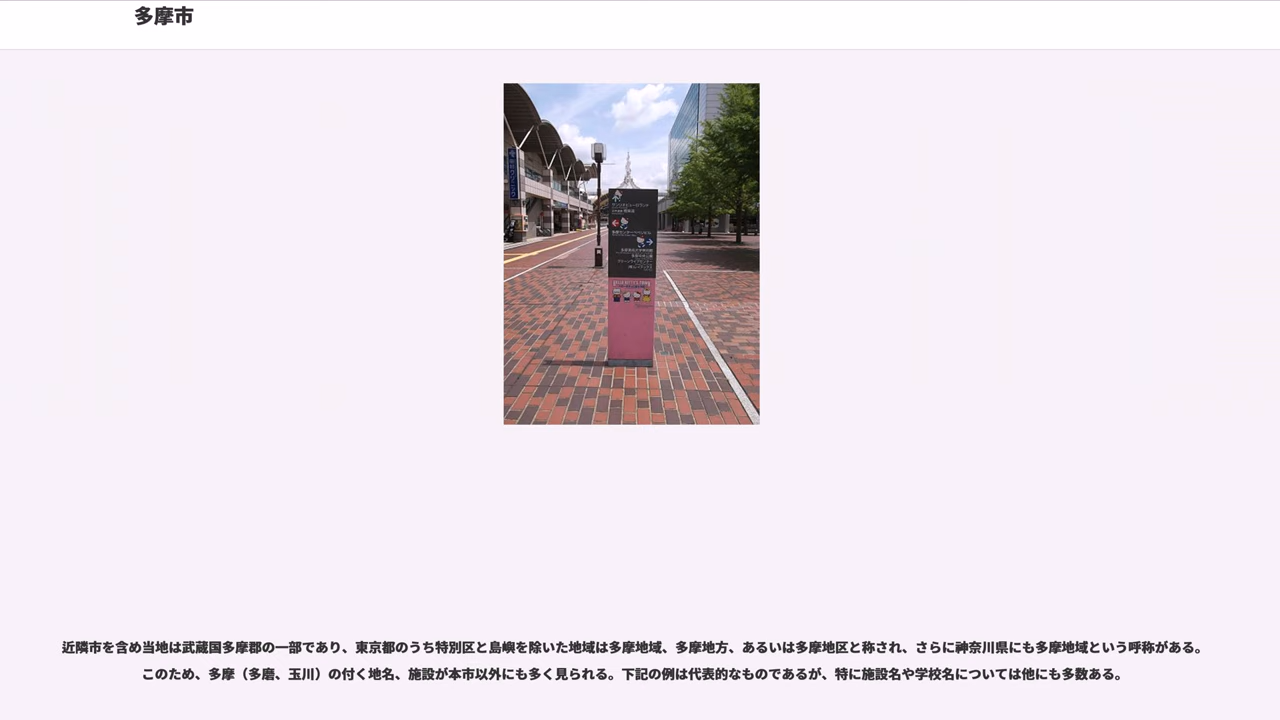 多摩市
近隣市を含め当地は武蔵国多摩郡の一部であり、東京都のうち特別区と島嶼を除いた地域は多摩地域、多摩地方、あるいは多摩地区と称され、さらに神奈川県にも多摩地域という呼称がある。
このため、多摩（多磨、玉川）の付く地名、施設が本市以外にも多く見られる。下記の例は代表的なものであるが、特に施設名や学校名については他にも多数ある。